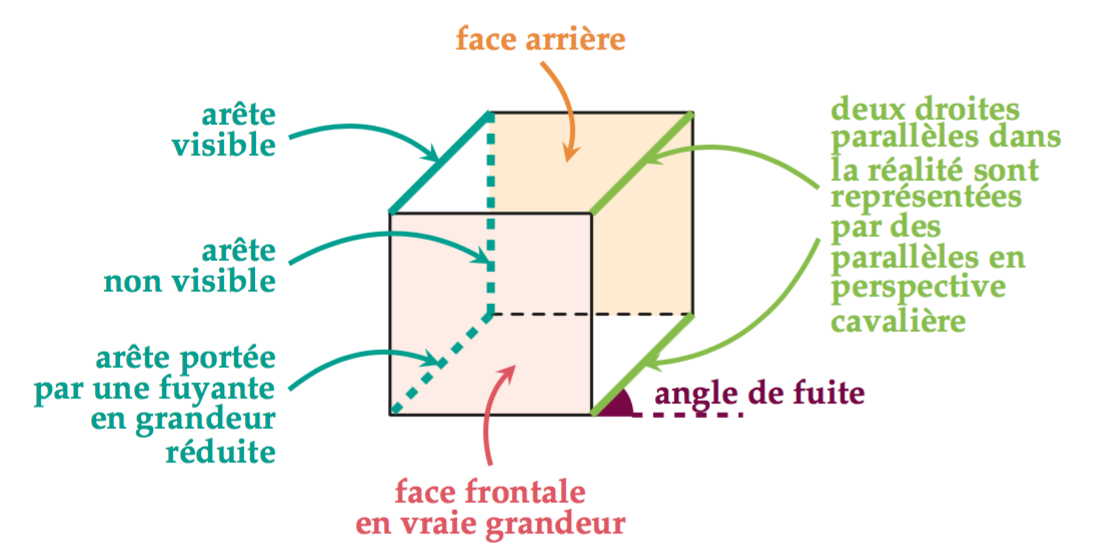 face arrière
arête
visible
arête
non visible
arête portée
par une fuyante
en grandeur
réduite
deux droites
parallèles dans
la réalité sont
représentées
par des
parallèles en
perspective
cavalière
angle de fuite
face frontale
en vraie grandeur